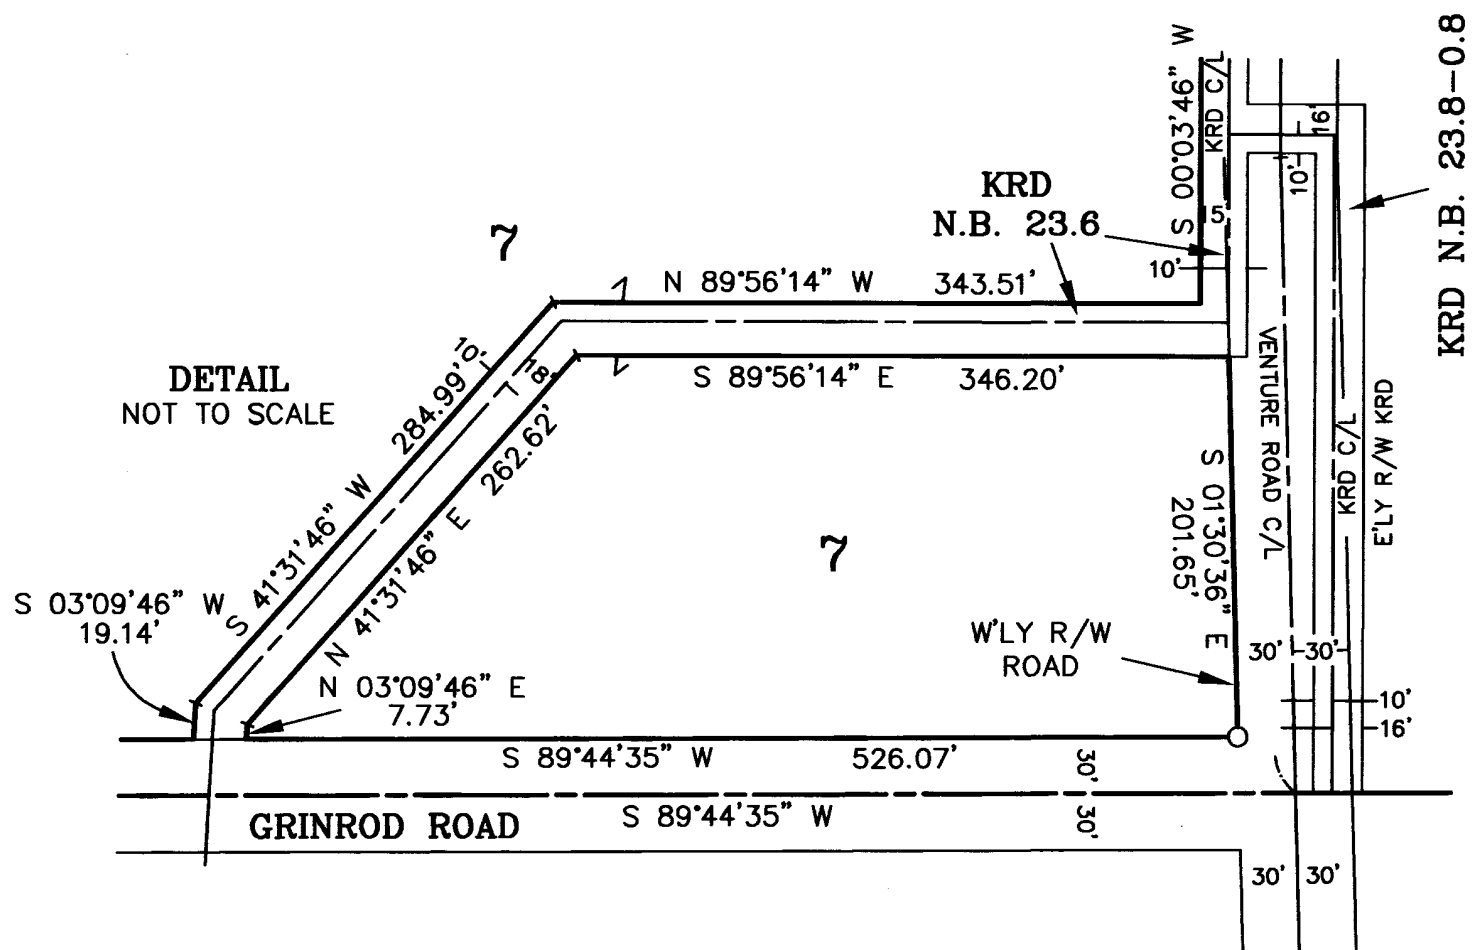 KRD N.B. 23.8-0.8
S 00°03'46" W
KRD C/L
16'
10'
15
KRD
N.B. 23.6
10'
7
N 89°56'14" W 343.51'
DETAIL
NOT TO SCALE
10'
18'
S 89°56'14" E 346.20'
S 41°31'46" W 284.99'
N 41°31'46" E 262.62'
VENTURE ROAD C/L
KRD C/L
E'LY R/W KRD
7
S 01°30'36" E
201.65'
S 03°09'46" W
19.14'
W'LY R/W
ROAD
30' 30'
N 03°09'46" E
7.73'
10'
16'
S 89°44'35" W 526.07'
30'
GRINROD ROAD
S 89°44'35" W
30'
30' 30'